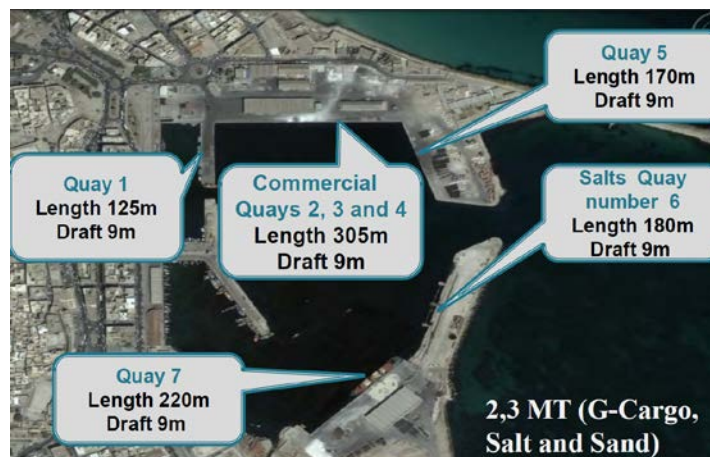 Quay 5
Length 170m
Draft 9m
Quay 1
Length 125m
Draft 9m
Commercial
Quays 2, 3 and 4
Length 305m
Draft 9m
Salts Quay
number 6
Length 180m
Draft 9m
Quay 7
Length 220m
Draft 9m
2,3 MT (G-Cargo,
Salt and Sand)